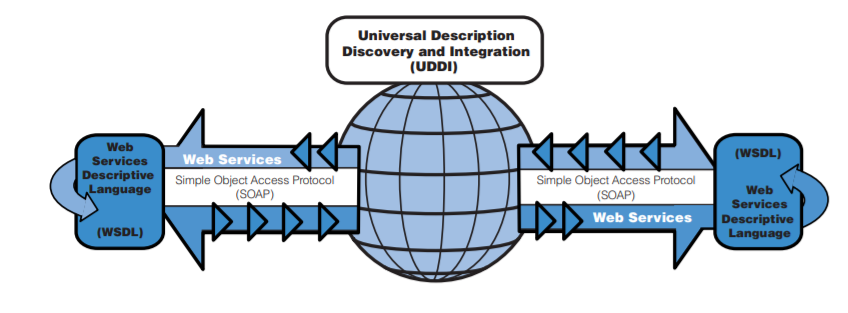 Universal Description
Discovery and Integration
(UDDI)
Web
Services
Descriptive
Language
(WSDL)
Web Services
Simple Object Access Protocol
(SOAP)
Simple Object Access Protocol
(SOAP)
Web Services
(WSDL)
Web
Services
Descriptive
Language